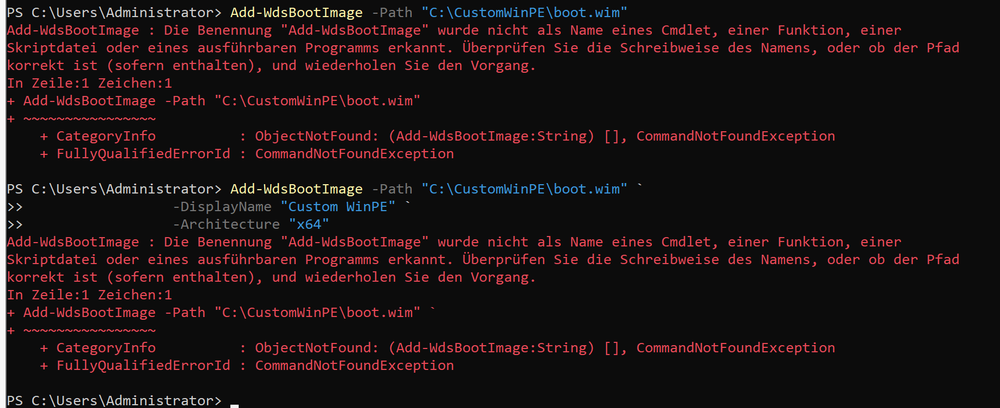 PS C:\Users\Administrator> Add-WdsBootImage -Path "C:\CustomWinPE\boot.wim"
Add-WdsBootImage : Die Benennung "Add-WdsBootImage" wurde nicht als Name eines Cmdlet, einer Funktion, einer
Skriptdatei oder eines ausführbaren Programms erkannt. Überprüfen Sie die Schreibweise des Namens, oder ob der Pfad
korrekt ist (sofern enthalten), und wiederholen Sie den Vorgang.
In Zeile:1 Zeichen:1
+ Add-WdsBootImage -Path "C:\CustomWinPE\boot.wim"
+ ~~~~~~~~~~~~~~~~
    + CategoryInfo          : ObjectNotFound: (Add-WdsBootImage:String) [], CommandNotFoundException
    + FullyQualifiedErrorId : CommandNotFoundException

PS C:\Users\Administrator> Add-WdsBootImage -Path "C:\CustomWinPE\boot.wim" `
>>                  -DisplayName "Custom WinPE" `
>>                  -Architecture "x64"
Add-WdsBootImage : Die Benennung "Add-WdsBootImage" wurde nicht als Name eines Cmdlet, einer Funktion, einer
Skriptdatei oder eines ausführbaren Programms erkannt. Überprüfen Sie die Schreibweise des Namens, oder ob der Pfad
korrekt ist (sofern enthalten), und wiederholen Sie den Vorgang.
In Zeile:1 Zeichen:1
+ Add-WdsBootImage -Path "C:\CustomWinPE\boot.wim" `
+ ~~~~~~~~~~~~~~~~
    + CategoryInfo          : ObjectNotFound: (Add-WdsBootImage:String) [], CommandNotFoundException
    + FullyQualifiedErrorId : CommandNotFoundException

PS C:\Users\Administrator>